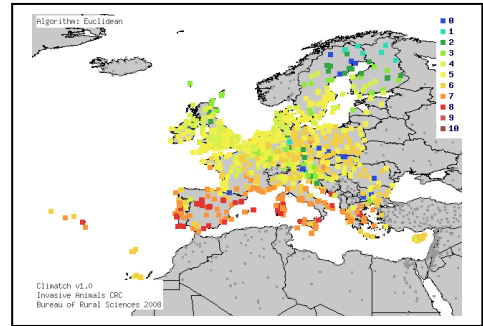 Algorithm: Euclidean
0
1
2
3
4
5
6
7
8
9
10
Climatch v1.0
Invasive Animals CRC
Bureau of Rural Sciences 2008